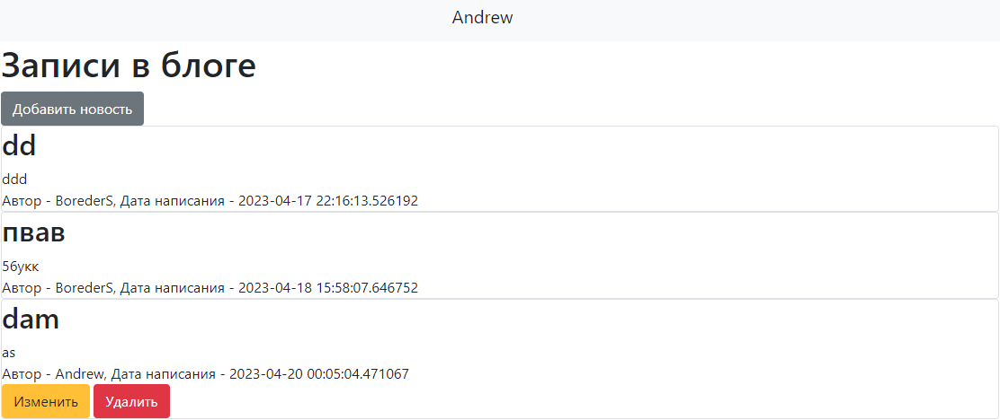 Andrew
Записи в блоге
Добавить новость
dd
ddd
Автор - BorederS, Дата написания - 2023-04-17 22:16:13.526192
пвав
56укк
Автор - BorederS, Дата написания - 2023-04-18 15:58:07.646752
dam
as
Автор - Andrew, Дата написания - 2023-04-20 00:05:04.471067
Изменить Удалить